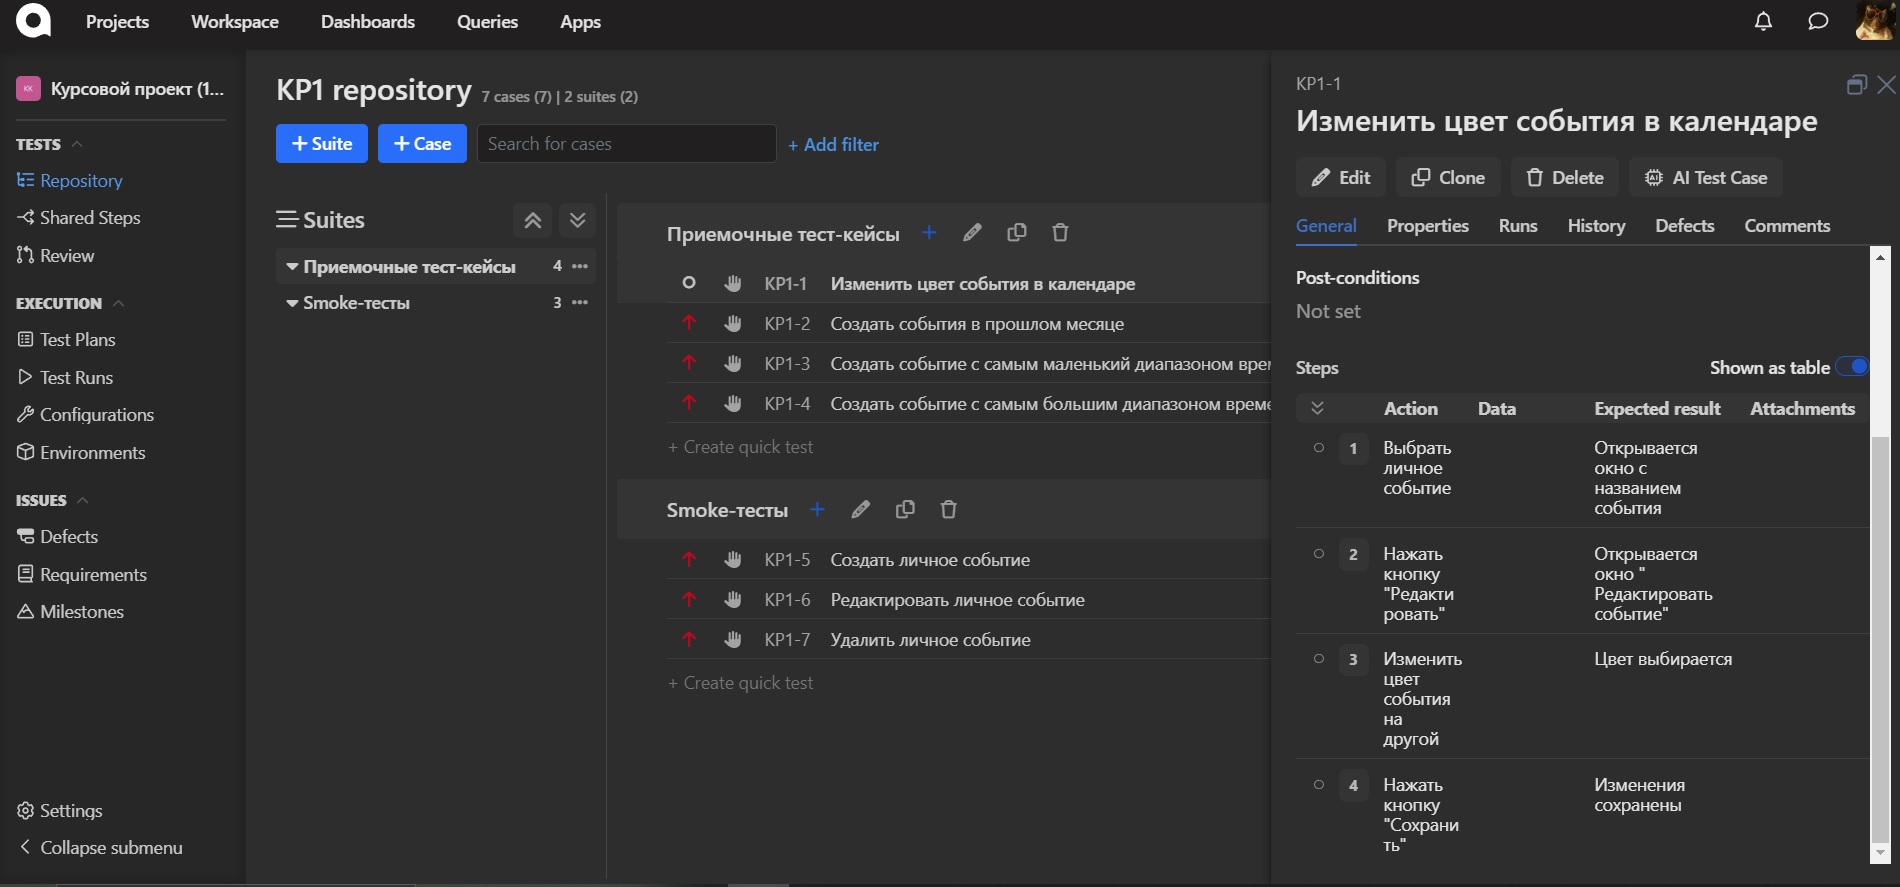 Projects
Workspace
Dashboards
Queries
Apps
КК
Курсовой проект (1...
TESTS
Repository
Shared Steps
Review
EXECUTION
Test Plans
Test Runs
Configurations
Environments
ISSUES
Defects
Requirements
Milestones
Settings
Collapse submenu
KP1 repository
7 cases (7) | 2 suites (2)
+ Suite
+ Case
Search for cases
+ Add filter
Suites
Приемочные тест-кейсы 4 •••
Smoke-тесты 3 •••
Приемочные тест-кейсы
KP1-1 Изменить цвет события в календаре
KP1-2 Создать события в прошлом месяце
KP1-3 Создать событие с самым маленький диапазоном врем
KP1-4 Создать событие с самым большим диапазоном време
+ Create quick test
Smoke-тесты
KP1-5 Создать личное событие
KP1-6 Редактировать личное событие
KP1-7 Удалить личное событие
+ Create quick test
KP1-1
Изменить цвет события в календаре
Edit
Clone
Delete
AI Test Case
General
Properties
Runs
History
Defects
Comments
Post-conditions
Not set
Steps
Shown as table
Action
Data
Expected result
Attachments
1
Выбрать
личное
событие
Открывается
окно с
названием
события
2
Нажать
кнопку
"Редакти
ровать"
Открывается
окно "
Редактировать
событие"
3
Изменить
цвет
события
на
другой
Цвет выбирается
4
Нажать
кнопку
"Сохрани
ть"
Изменения
сохранены